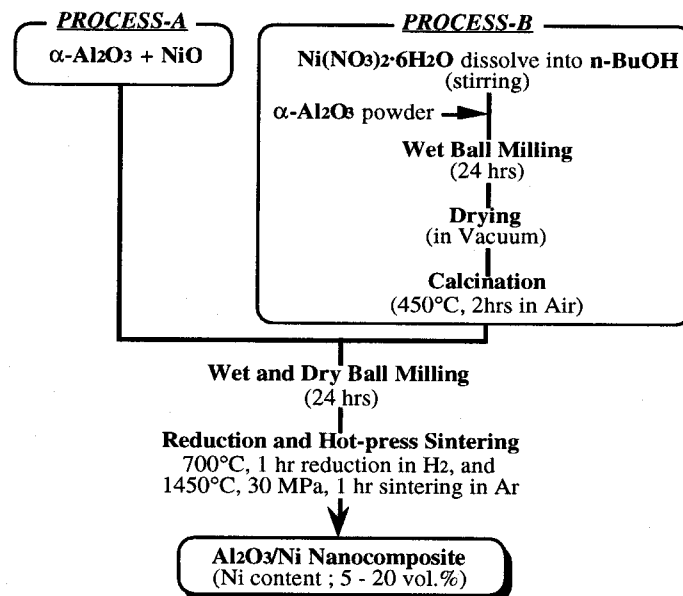 PROCESS-A
α-Al2O3 + NiO
PROCESS-B
Ni(NO3)2·6H2O dissolve into n-BuOH
(stirring)
α-Al2O3 powder
Wet Ball Milling
(24 hrs)
Drying
(in Vacuum)
Calcination
(450°C, 2hrs in Air)
Wet and Dry Ball Milling
(24 hrs)
Reduction and Hot-press Sintering
700°C, 1 hr reduction in H2, and
1450°C, 30 MPa, 1 hr sintering in Ar
Al2O3/Ni Nanocomposite
(Ni content ; 5 - 20 vol.%)